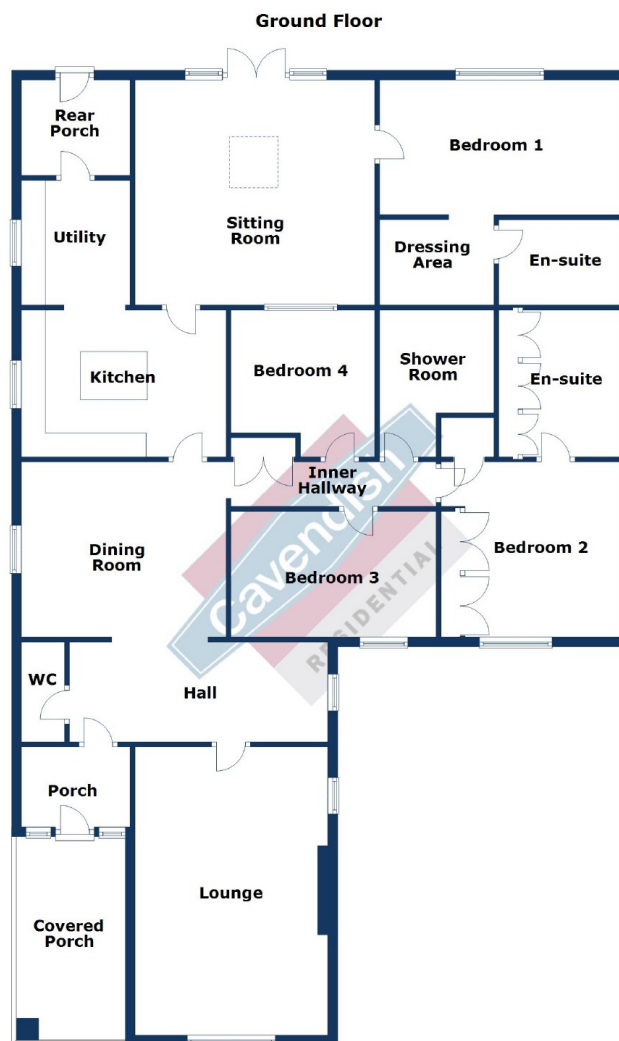 Ground Floor
Rear
Porch
Bedroom 1
Utility
Sitting
Room
Dressing
Area
En-suite
Kitchen
Bedroom 4
Shower
Room
En-suite
Inner
Hallway
Dining
Room
Bedroom 3
Bedroom 2
Cavendish
RESIDENTIAL
WC
Hall
Porch
Lounge
Covered
Porch